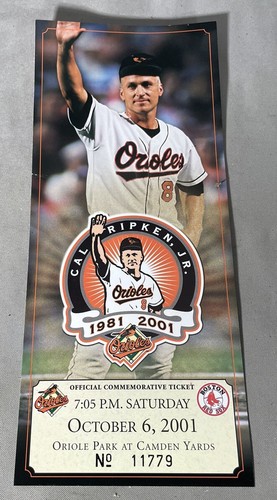 Orioles
8
CAL RIPKEN, JR.
Orioles
8
1981 2001
Orioles
OFFICIAL COMMEMORATIVE TICKET
Orioles
7:05 P.M. SATURDAY
BOSTON
RED SOX
OCTOBER 6, 2001
ORIOLE PARK AT CAMDEN YARDS
Nº 11779